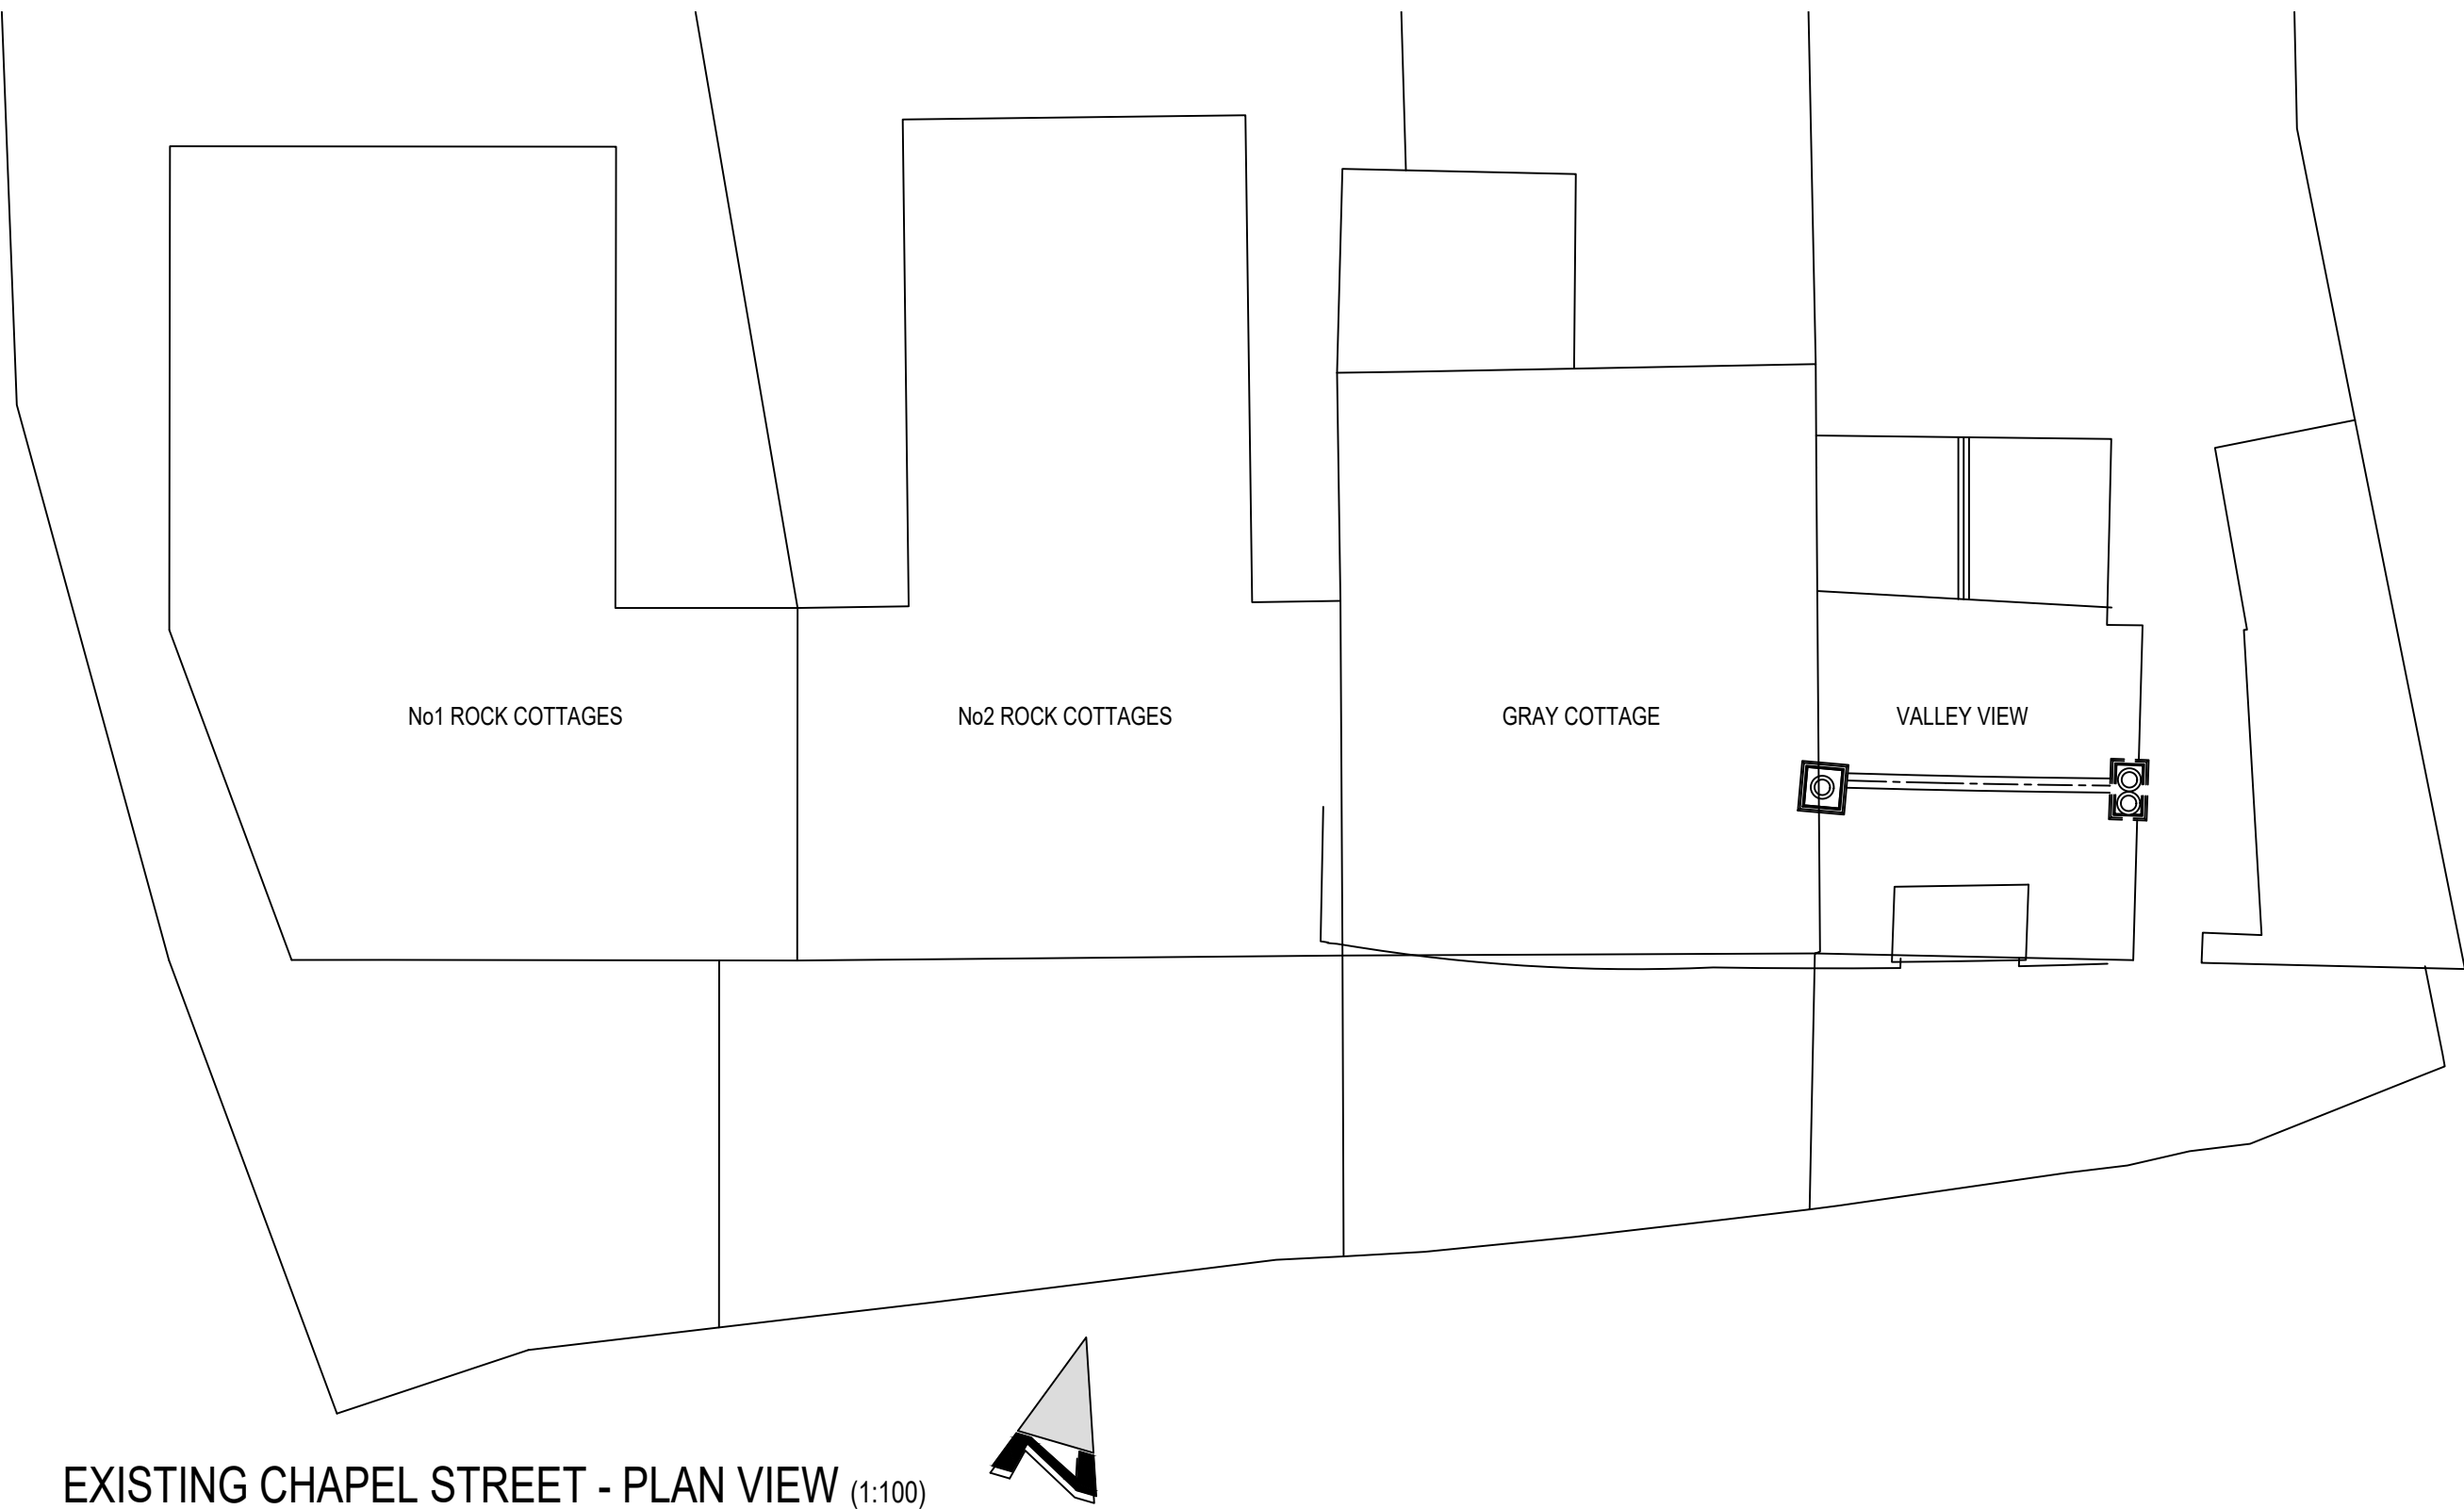 No1 ROCK COTTAGES
No2 ROCK COTTAGES
GRAY COTTAGE
VALLEY VIEW
EXISTING CHAPEL STREET - PLAN VIEW (1:100)
N